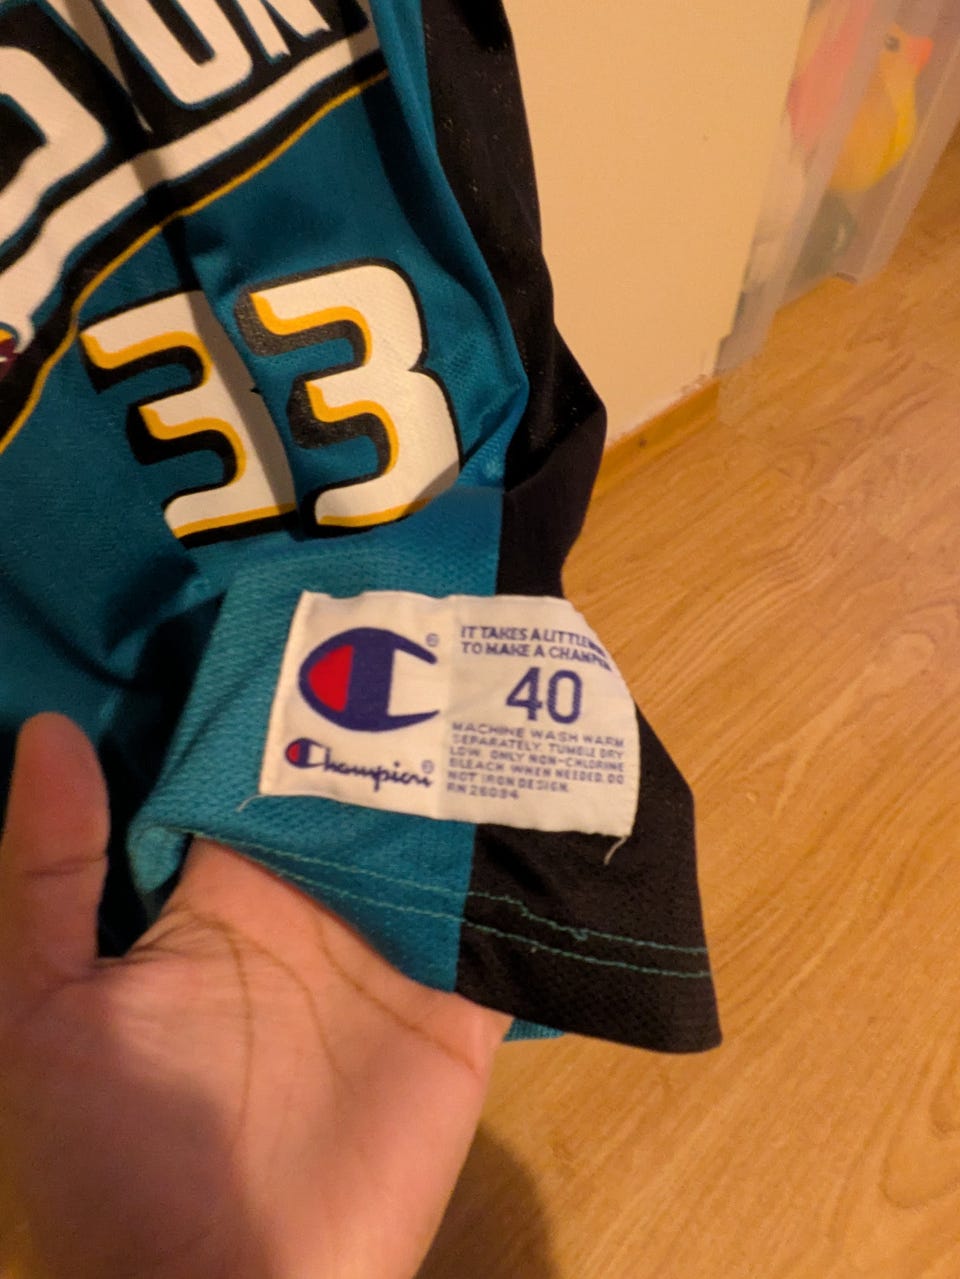 33
C®
Champion®
IT TAKES A LITTLE
TO MAKE A
40
MACHINE WASH WARM
SEPARATELY. TUMBLE DRY
LOW. ONLY NON-CHLORINE
BLEACH WHEN NEEDED. DO
NOT IRON DESIGN.
RN 26094